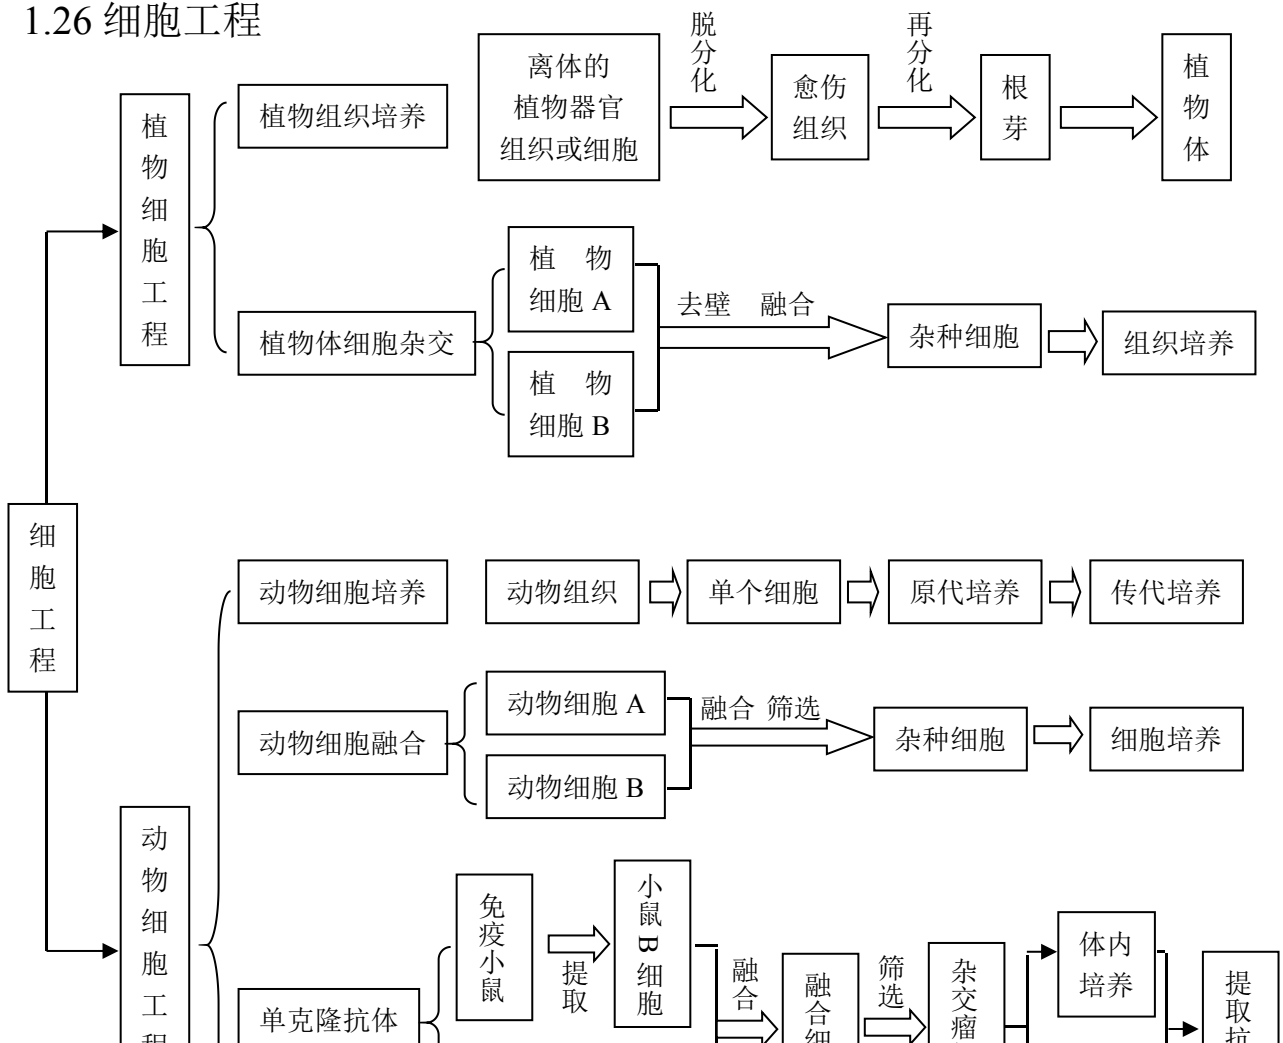 1.26 细胞工程
植物细胞工程
植物组织培养
离体的
植物器官
组织或细胞
脱分化
愈伤
组织
再分化
根
芽
植物体
植物体细胞杂交
植 物
细胞 A
植 物
细胞 B
去壁 融合
杂种细胞
组织培养
细胞工程
动物细胞培养
动物组织
单个细胞
原代培养
传代培养
动物细胞融合
动物细胞 A
动物细胞 B
融合 筛选
杂种细胞
细胞培养
动物细胞工程
单克隆抗体
免疫小鼠
提取
小鼠B细胞
融合
融合细
筛选
杂交瘤
体内
培养
提取抗